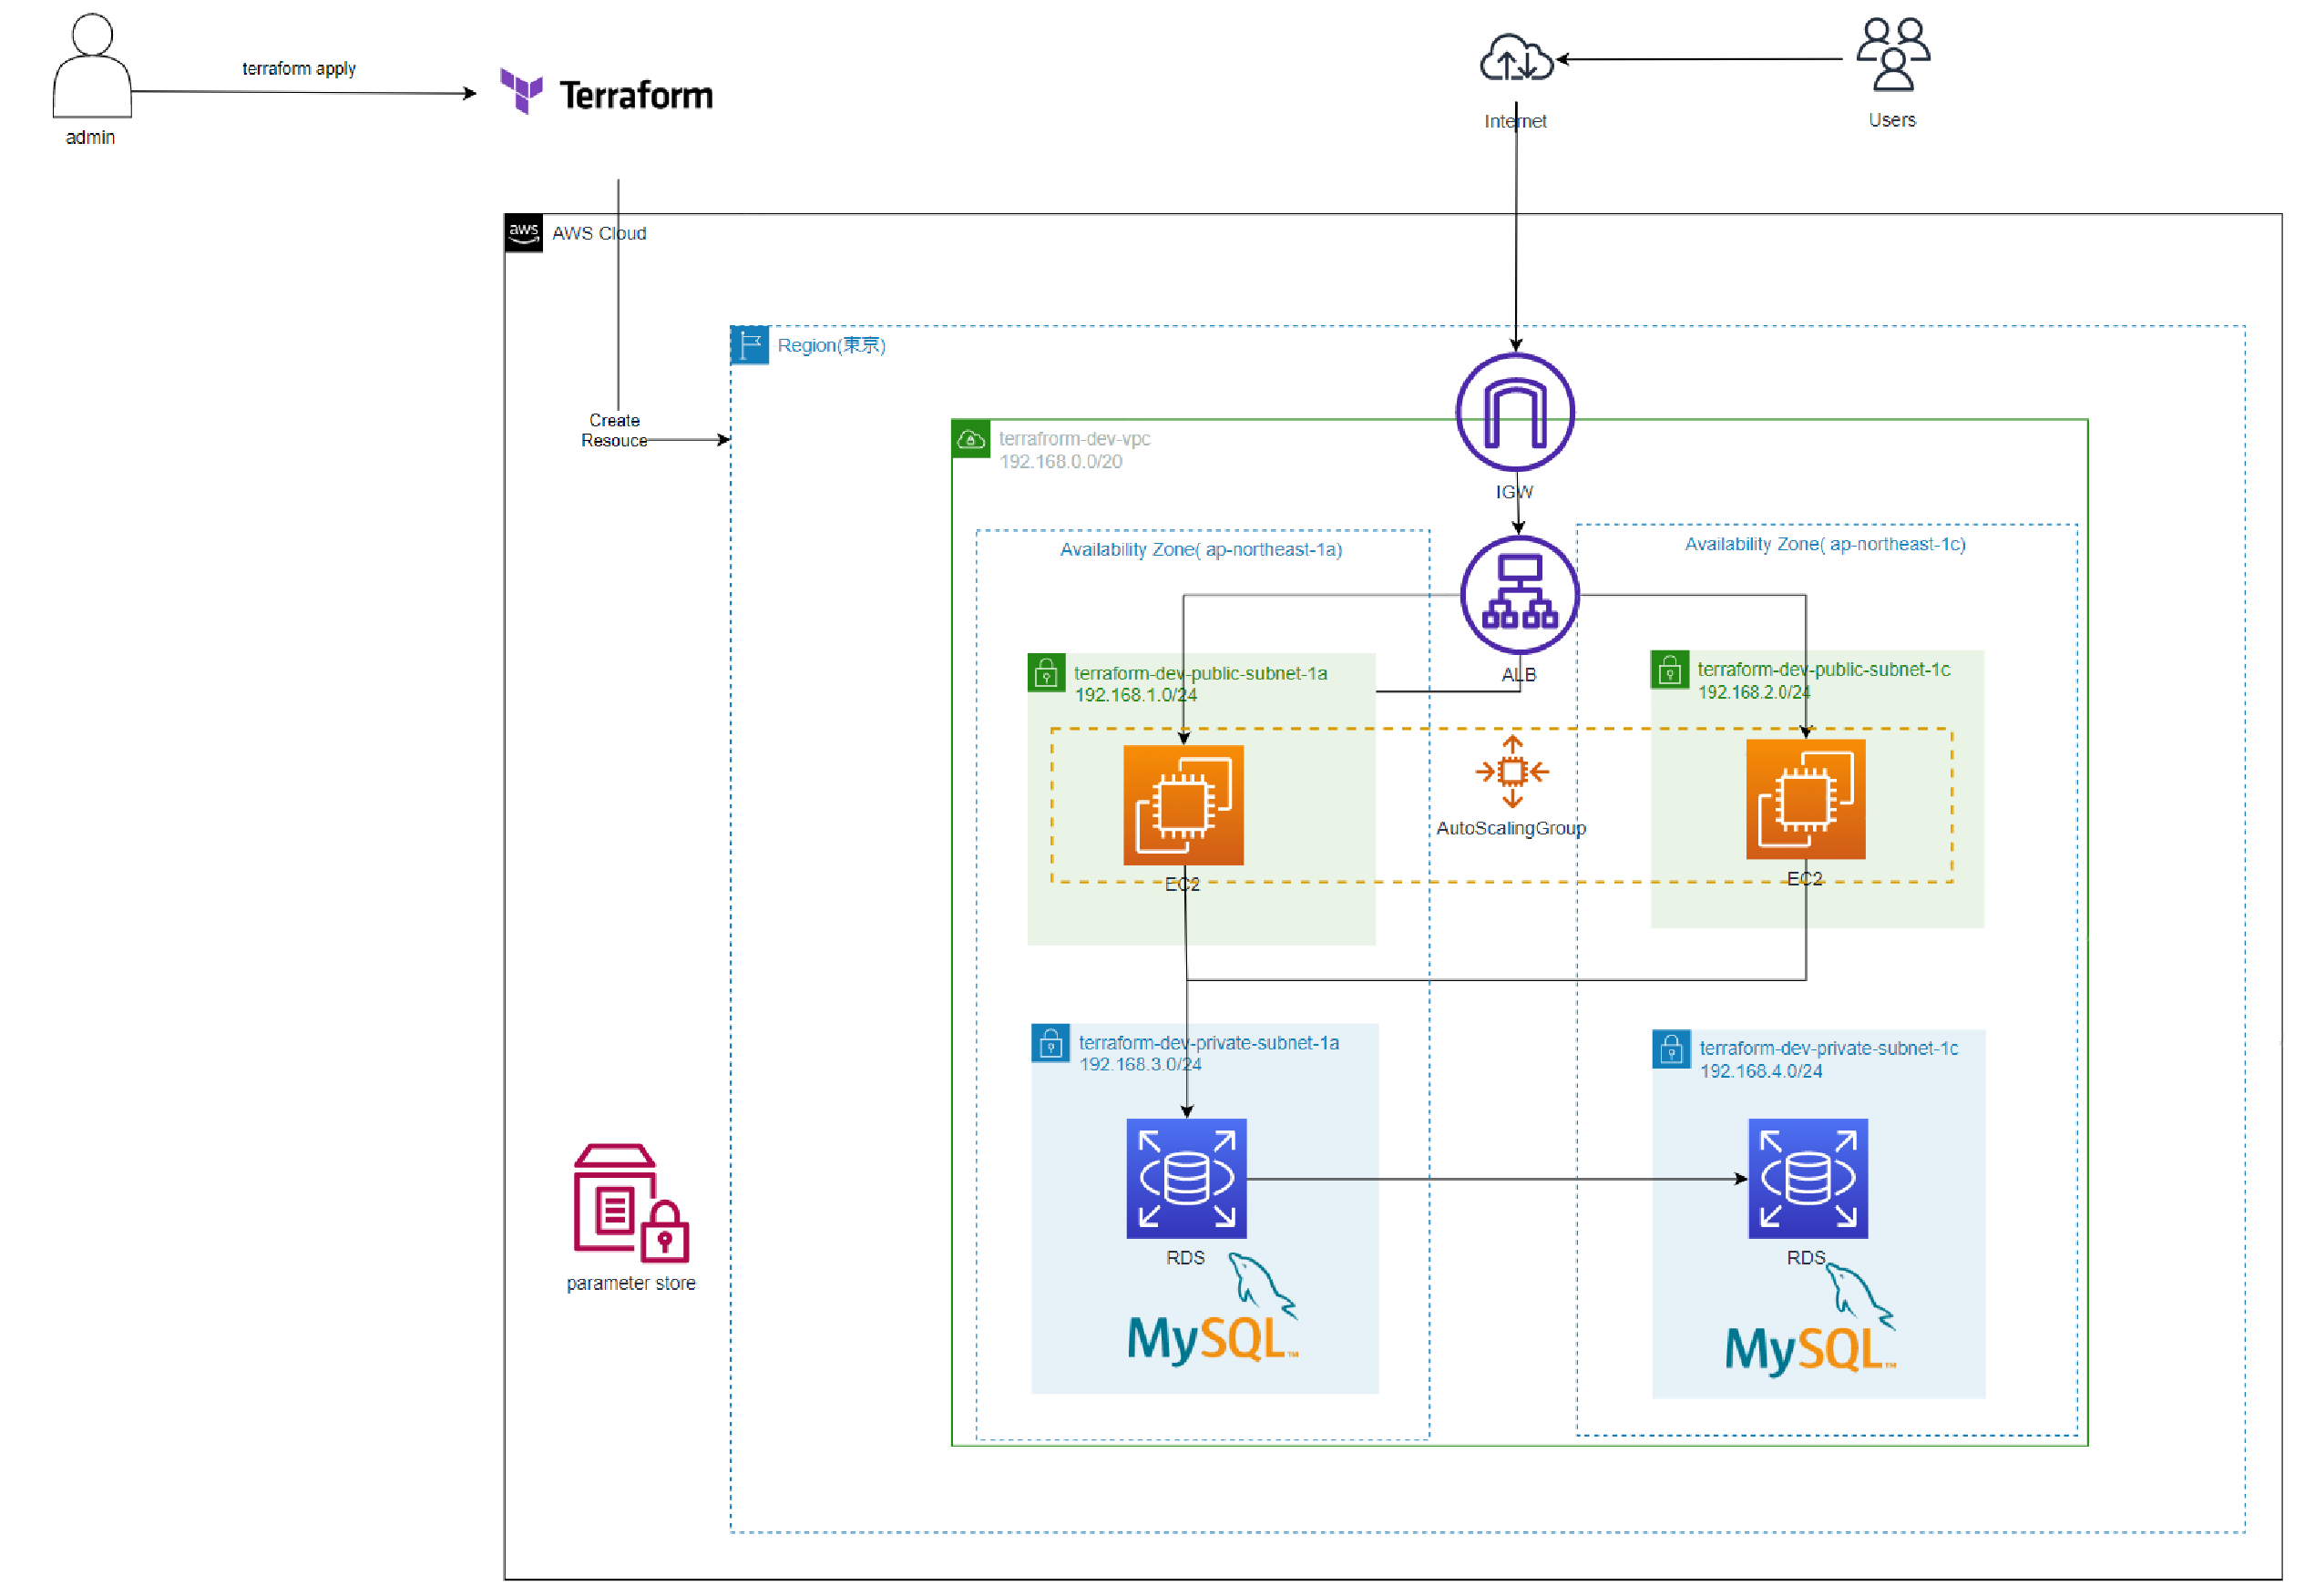 terraform apply
Terraform
admin
Internet
Users
aws
AWS Cloud
Region(東京)
Create
Resouce
terrafrorm-dev-vpc
192.168.0.0/20
IGW
Availability Zone( ap-northeast-1a)
Availability Zone( ap-northeast-1c)
ALB
terraform-dev-public-subnet-1a
192.168.1.0/24
terraform-dev-public-subnet-1c
192.168.2.0/24
AutoScalingGroup
EC2
EC2
terraform-dev-private-subnet-1a
192.168.3.0/24
terraform-dev-private-subnet-1c
192.168.4.0/24
RDS
RDS
MySQL™
MySQL™
parameter store